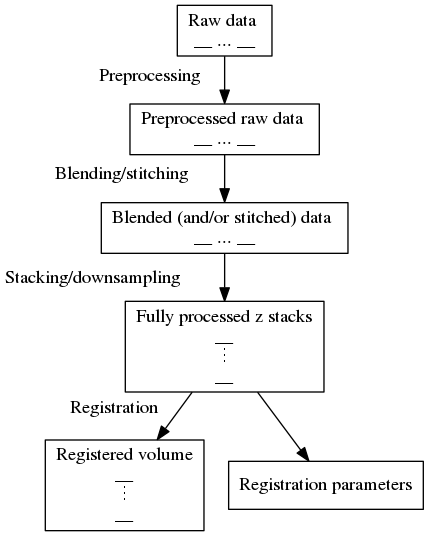 Raw data
__ ... __
Preprocessing
Preprocessed raw data
__ ... __
Blending/stitching
Blended (and/or stitched) data
__ ... __
Stacking/downsampling
Fully processed z stacks
__
⋮
__
Registration
Registered volume
__
⋮
__
Registration parameters